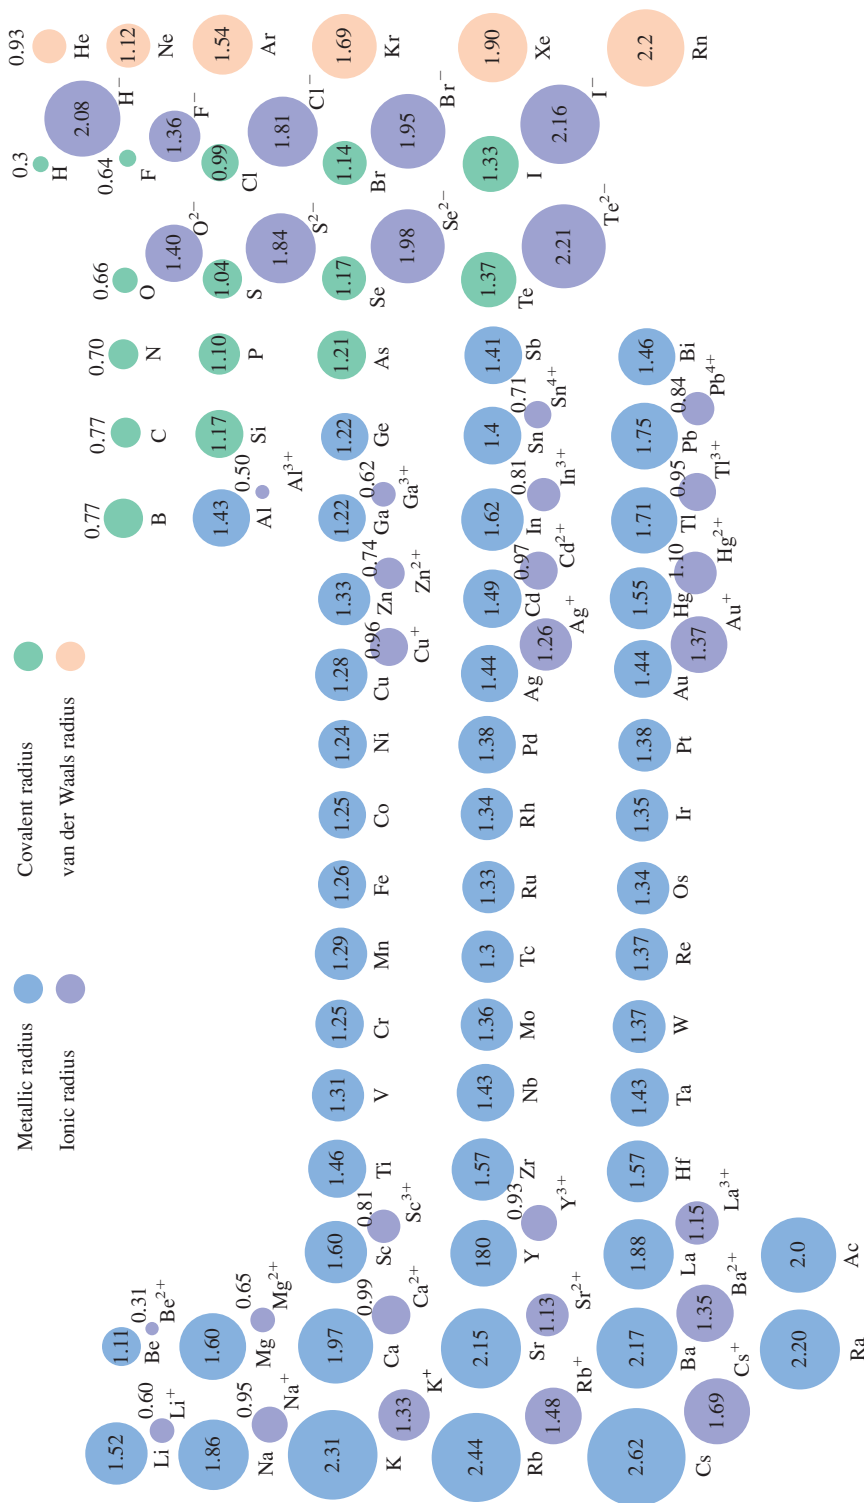 Metallic radius Covalent radius 0.3 0.93
Ionic radius van der Waals radius H 2.08 He
H⁻
1.52 1.11 0.77 0.77 0.70 0.66 0.64 1.12
0.60 0.31
Li Be B C N O F Ne
Li⁺ Be²⁺ 1.40 1.36
O²⁻ F⁻
1.86 1.60 1.43 1.17 1.10 1.04 0.99 1.54
0.95 0.65 0.50
Na Mg Al Si P S Cl Ar
Na⁺ Mg²⁺ Al³⁺ 1.84 1.81
S²⁻ Cl⁻
2.31 1.97 1.60 1.46 1.31 1.25 1.29 1.26 1.25 1.24 1.28 1.33 1.22 1.22 1.21 1.17 1.14 1.69
0.99 0.81 0.96 0.74 0.62
K Ca Sc Ti V Cr Mn Fe Co Ni Cu Zn Ga Ge As Se Br Kr
1.33 1.98 1.95
K⁺ Ca²⁺ Sc³⁺ Cu⁺ Zn²⁺ Ga³⁺ Se²⁻ Br⁻
2.44 2.15 180 1.57 1.43 1.36 1.3 1.33 1.34 1.38 1.44 1.49 1.62 1.4 1.41 1.37 1.33 1.90
0.93 0.97 0.81 0.71
Rb Sr Y Zr Nb Mo Tc Ru Rh Pd Ag Cd In Sn Sb Te I Xe
1.48 1.13 1.26 2.21 2.16
Rb⁺ Sr²⁺ Y³⁺ Ag⁺ Cd²⁺ In³⁺ Sn⁴⁺ Te²⁻ I⁻
2.62 2.17 1.88 1.57 1.43 1.37 1.37 1.34 1.35 1.38 1.44 1.55 1.71 1.75 1.46 2.2
1.10 0.95 0.84
Cs Ba La Hf Ta W Re Os Ir Pt Au Hg Tl Pb Bi Rn
1.69 1.35 1.15 1.37
Cs⁺ Ba²⁺ La³⁺ Au⁺ Hg²⁺ Tl³⁺ Pb⁴⁺
2.20 2.0
Ra Ac